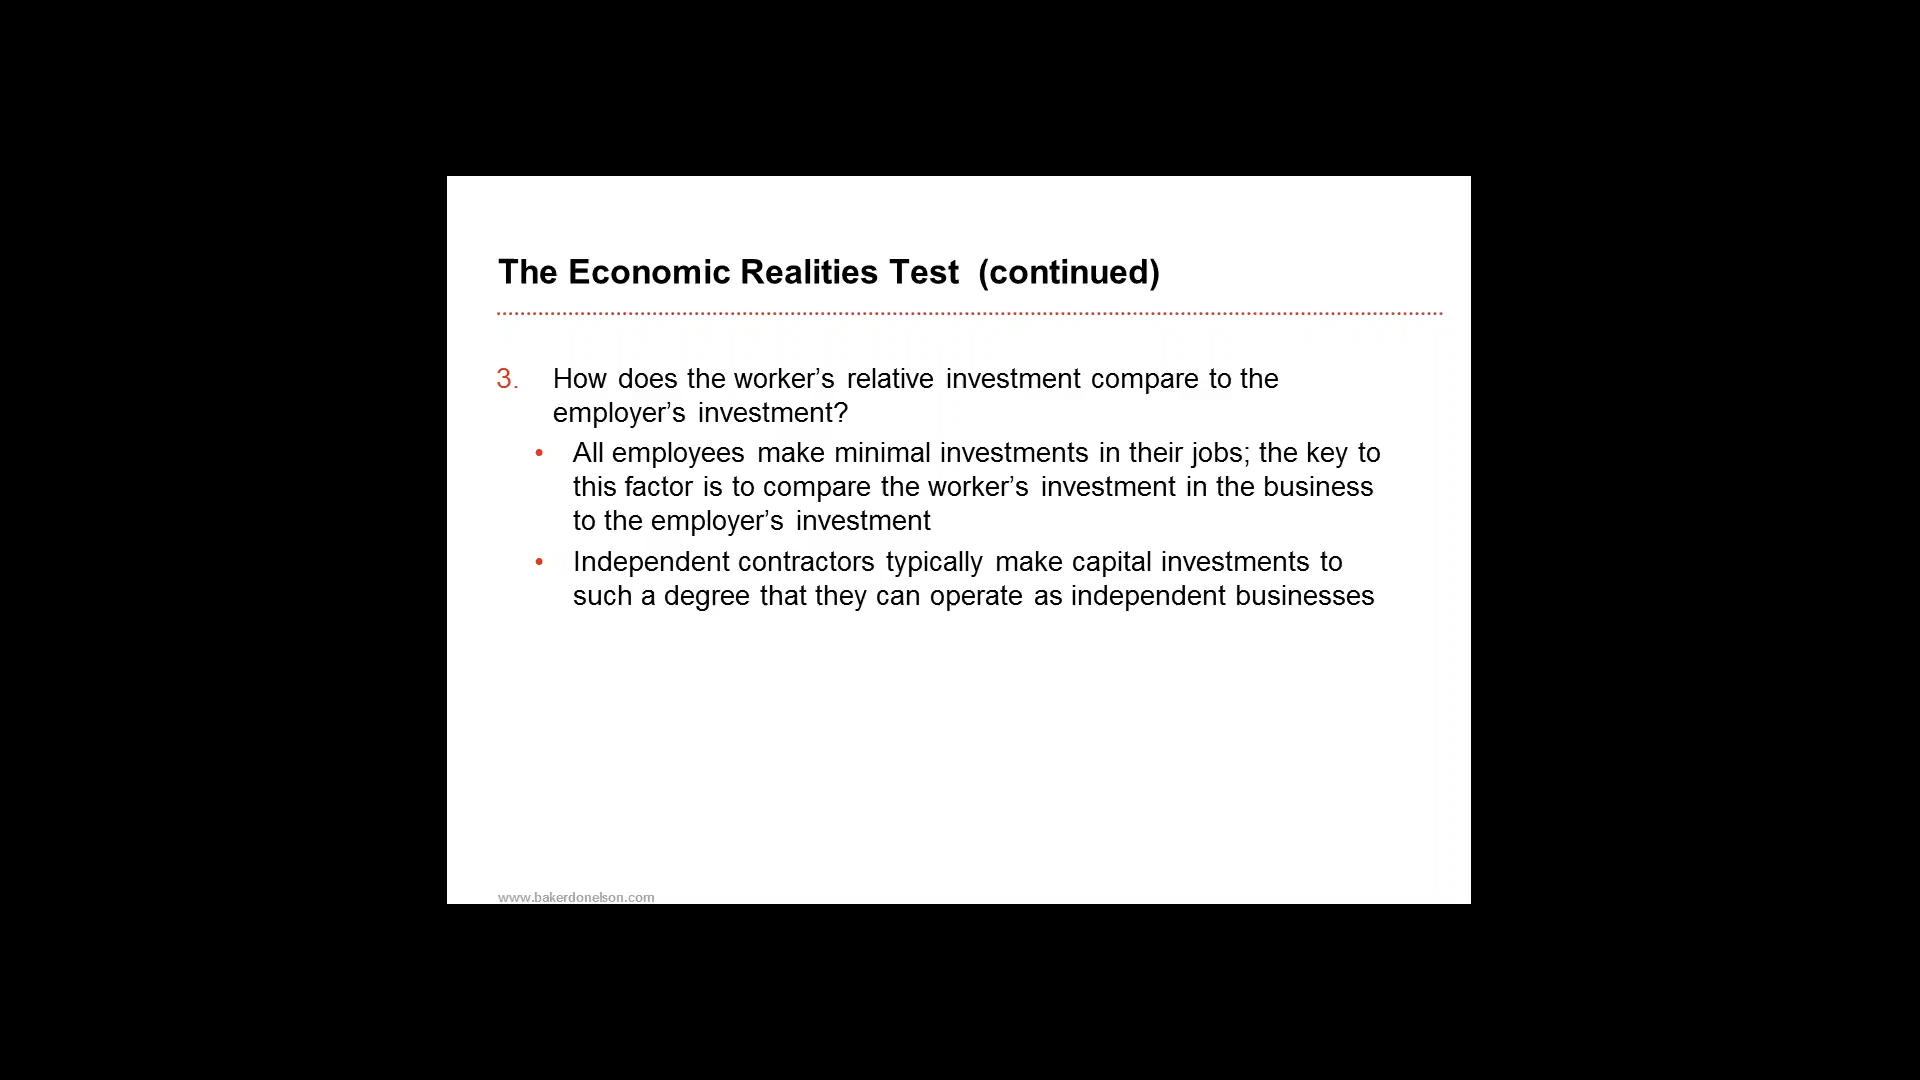 The Economic Realities Test (continued)
3. How does the worker’s relative investment compare to the
employer’s investment?
• All employees make minimal investments in their jobs; the key to
this factor is to compare the worker’s investment in the business
to the employer’s investment
• Independent contractors typically make capital investments to
such a degree that they can operate as independent businesses
www.bakerdonelson.com